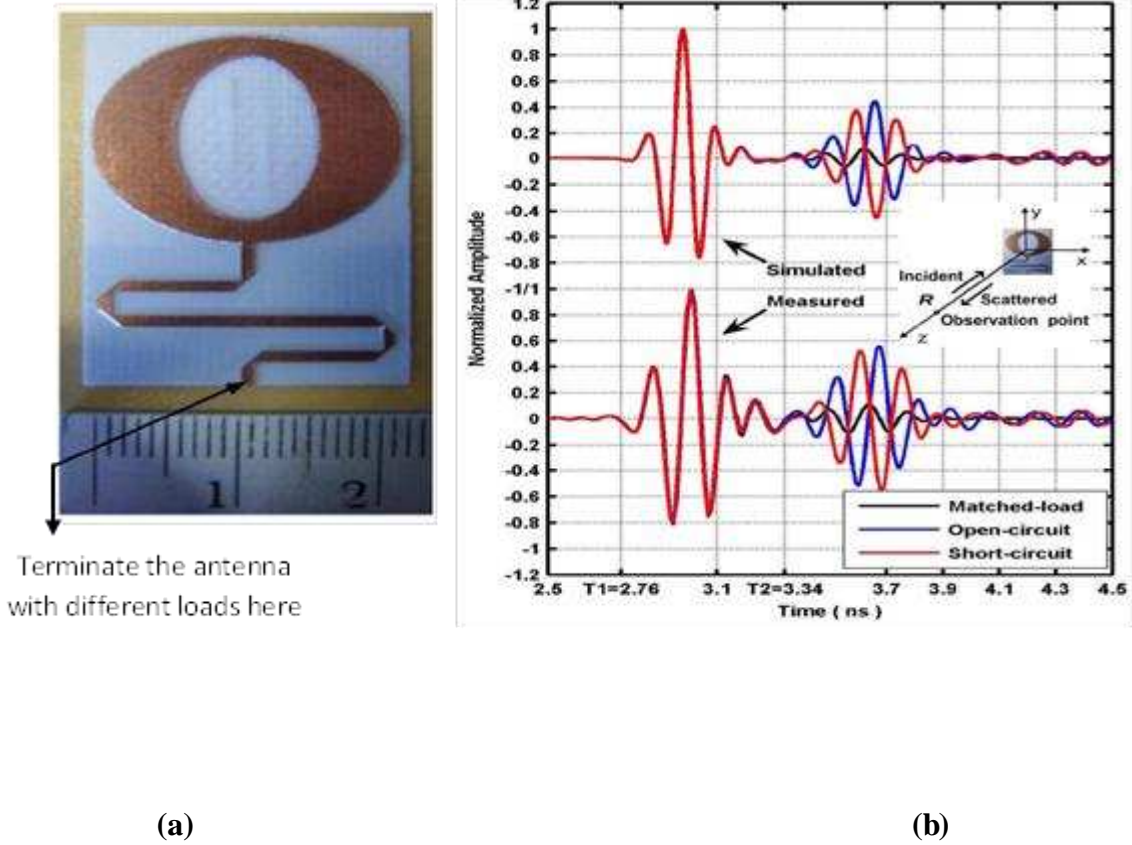 1
2
Terminate the antenna
with different loads here
1.2
1
0.8
0.6
0.4
0.2
0
-0.2
-0.4
-0.6
-0.8
-1/1
0.8
0.6
0.4
0.2
0
-0.2
-0.4
-0.6
-0.8
-1
-1.2
Normalized Amplitude
Simulated
Measured
y
x
Incident
R
Scattered
Observation point
z
Matched-load
Open-circuit
Short-circuit
2.5 T1=2.76 3.1 T2=3.34 3.7 3.9 4.1 4.3 4.5
Time ( ns )
(a) (b)